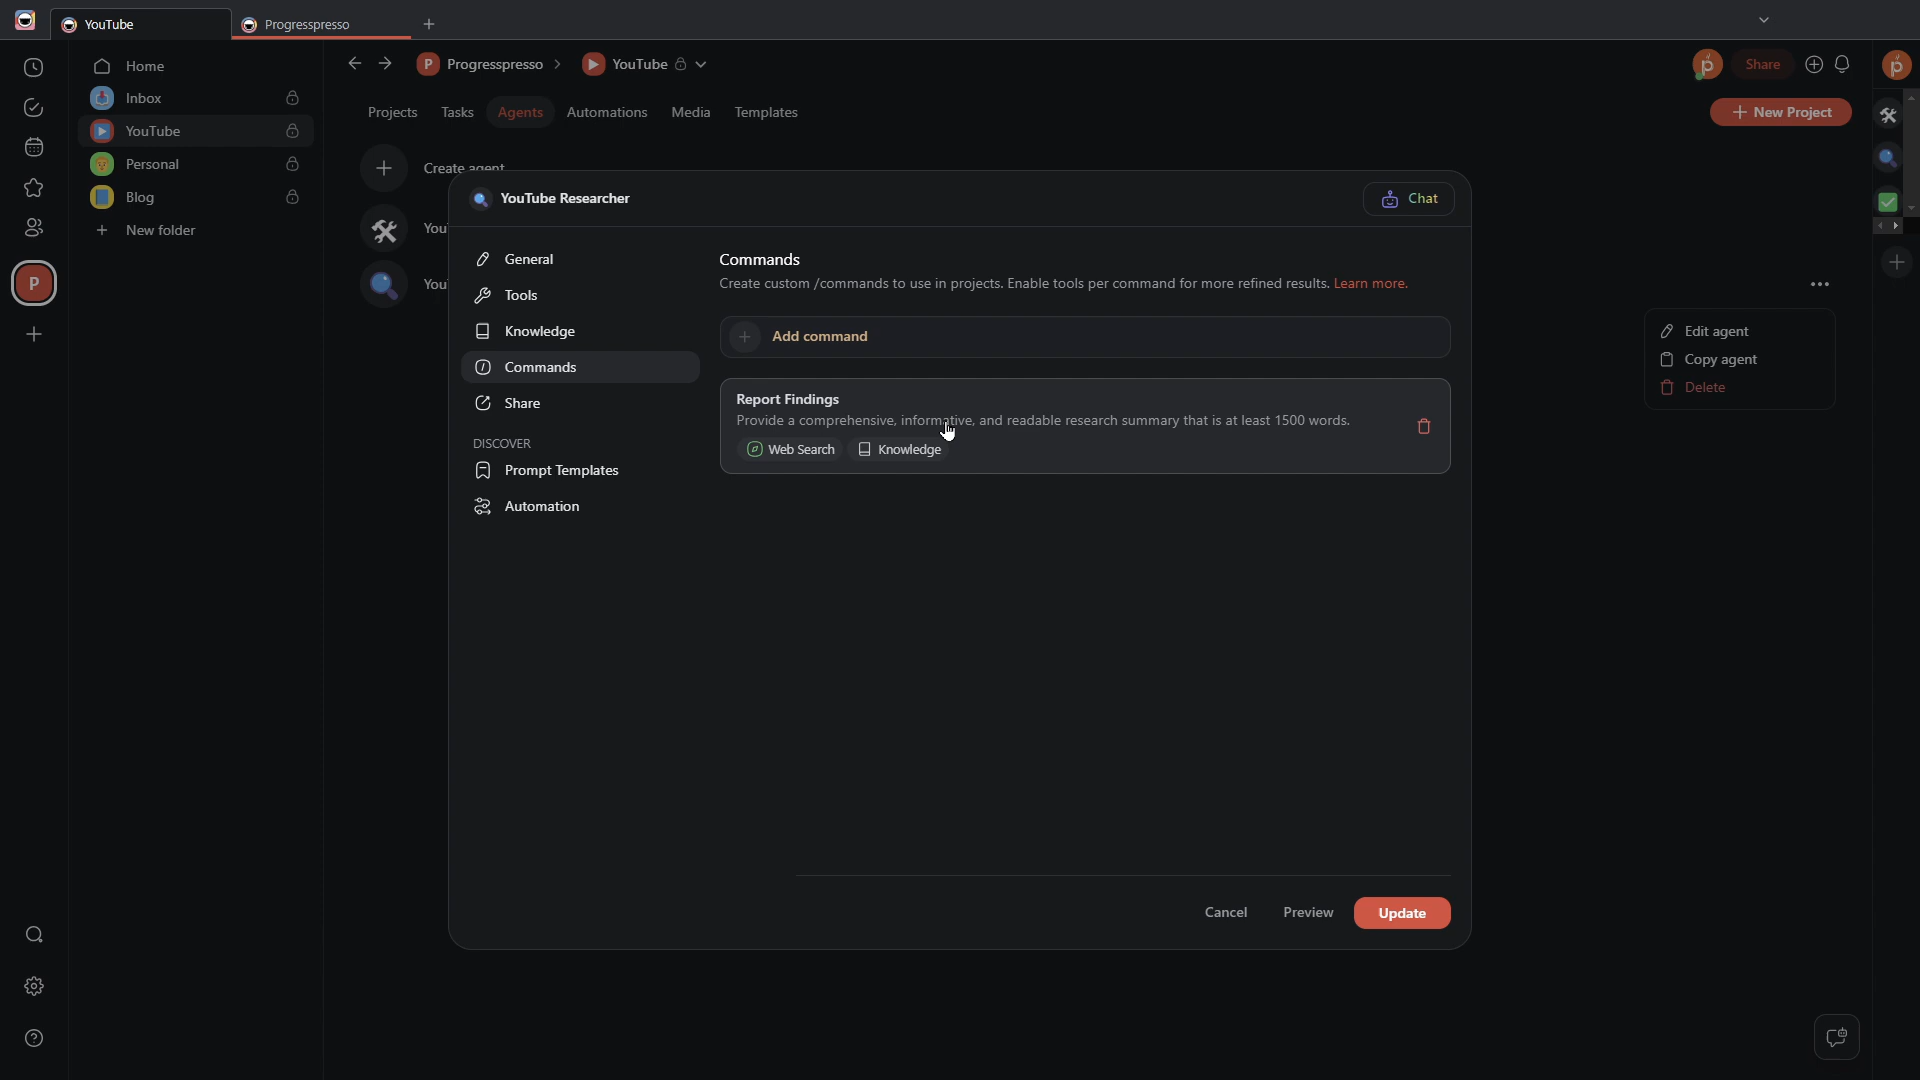 YouTube
Progresspresso
Home
Inbox
YouTube
Personal
Blog
New folder
P
P Progresspresso > YouTube
Share
Projects Tasks Agents Automations Media Templates
New Project
Create agent
You
You
Edit agent
Copy agent
Delete
YouTube Researcher
Chat
General
Tools
Knowledge
Commands
Share
DISCOVER
Prompt Templates
Automation
Commands
Create custom /commands to use in projects. Enable tools per command for more refined results. Learn more.
Add command
Report Findings
Provide a comprehensive, informative, and readable research summary that is at least 1500 words.
Web Search Knowledge
Cancel Preview Update